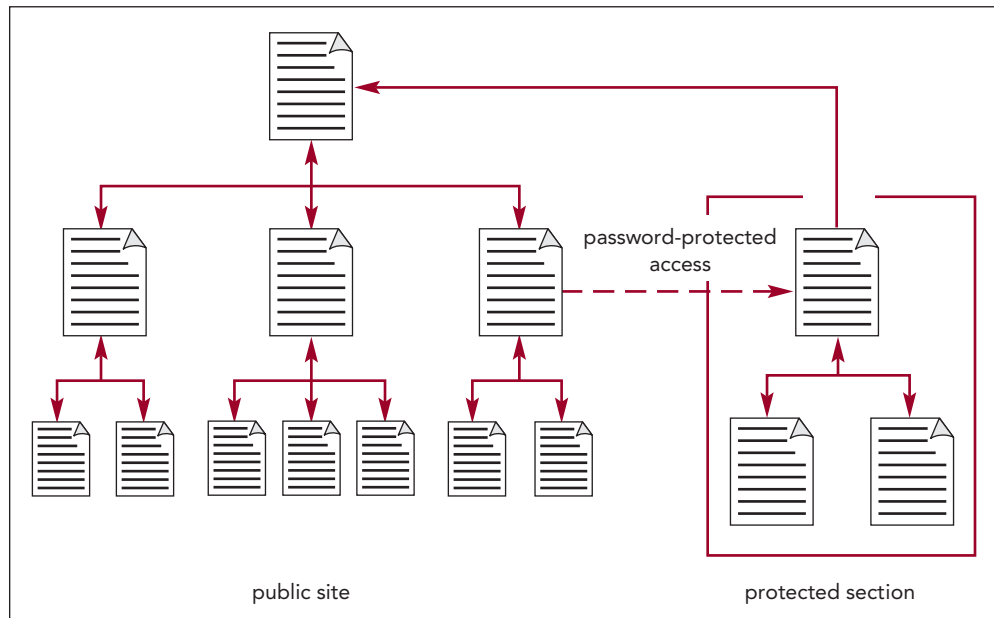 password-protected
access
public site
protected section